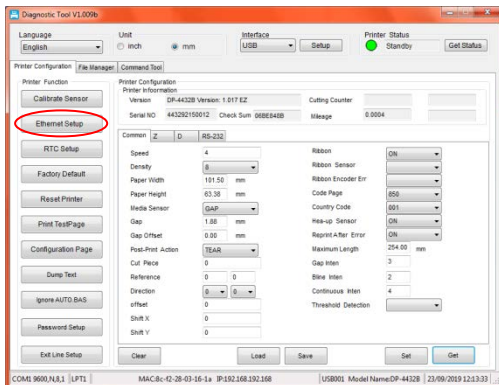 Diagnostic Tool V1.009b
Language
English
Unit
inch
mm
Interface
USB
Setup
Printer Status
Standby
Get Status
Printer Configuration
File Manager
Command Tool
Printer Function
Calibrate Sensor
Ethernet Setup
RTC Setup
Factory Default
Reset Printer
Print TestPage
Configuration Page
Dump Text
Ignore AUTO.BAS
Password Setup
Exit Line Setup
Printer Configuration
Printer Information
Version DP-4432B Version: 1.017 EZ Cutting Counter
Serial NO 443292150012 Check Sum 06BE848B Mileage 0.0004
Common Z D RS-232
Speed 4
Density 8
Paper Width 101.50 mm
Paper Height 63.38 mm
Media Sensor GAP
Gap 1.88 mm
Gap Offset 0.00 mm
Post-Print Action TEAR
Cut Piece 0
Reference 0 0
Direction 0 0
offset 0
Shift X 0
Shift Y 0
Ribbon ON
Ribbon Sensor
Ribbon Encoder Err
Code Page 850
Country Code 001
Hea-up Sensor ON
Reprint After Error ON
Maximum Length 254.00 mm
Gap Inten 3
Bline Inten 2
Continuous Inten 4
Threshold Detection
Clear Load Save Set Get
COM1 9600,N,8,1 LPT1 MAC:8c-f2-28-03-16-1a IP:192.168.192.168 USB001 Model Name:DP-4432B 23/09/2019 12:13:33